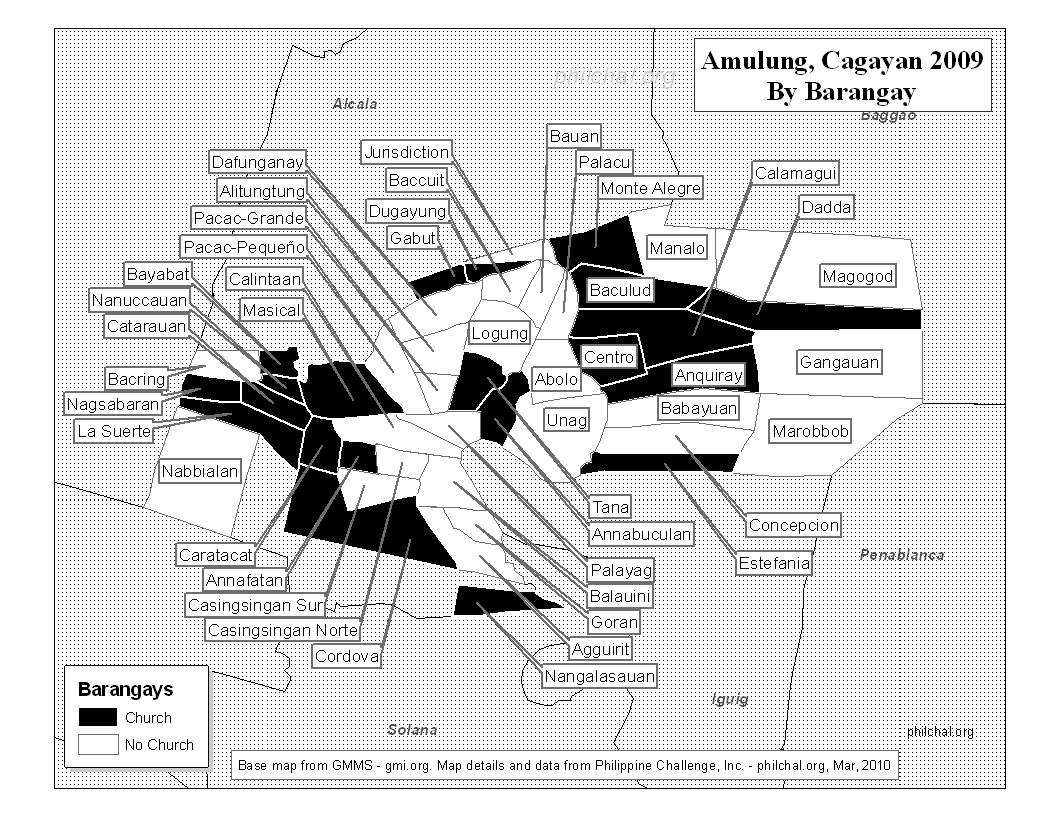 Amulung, Cagayan 2009
By Barangay
philchal.org
Alcala
Baggao
Bauan
Jurisdiction
Palacu
Dafunganay
Calamagui
Baccuit
Monte Alegre
Alitungtung
Dadda
Dugayung
Pacac-Grande
Gabut
Pacac-Pequeño
Manalo
Bayabat
Calintaan
Magogod
Baculud
Nanuccauan
Masical
Catarauan
Logung
Centro
Gangauan
Bacring
Abolo
Anquiray
Nagsabaran
Babayuan
Unag
La Suerte
Marobbob
Nabbialan
Tana
Concepcion
Annabuculan
Caratacat
Penablanca
Estefania
Palayag
Annafatan
Balauini
Casingsingan Sur
Goran
Casingsingan Norte
Agguirit
Cordova
Nangalasauan
Iguig
Solana
philchal.org
Barangays
Church
No Church
Base map from GMMS - gmi.org. Map details and data from Philippine Challenge, Inc. - philchal.org, Mar, 2010